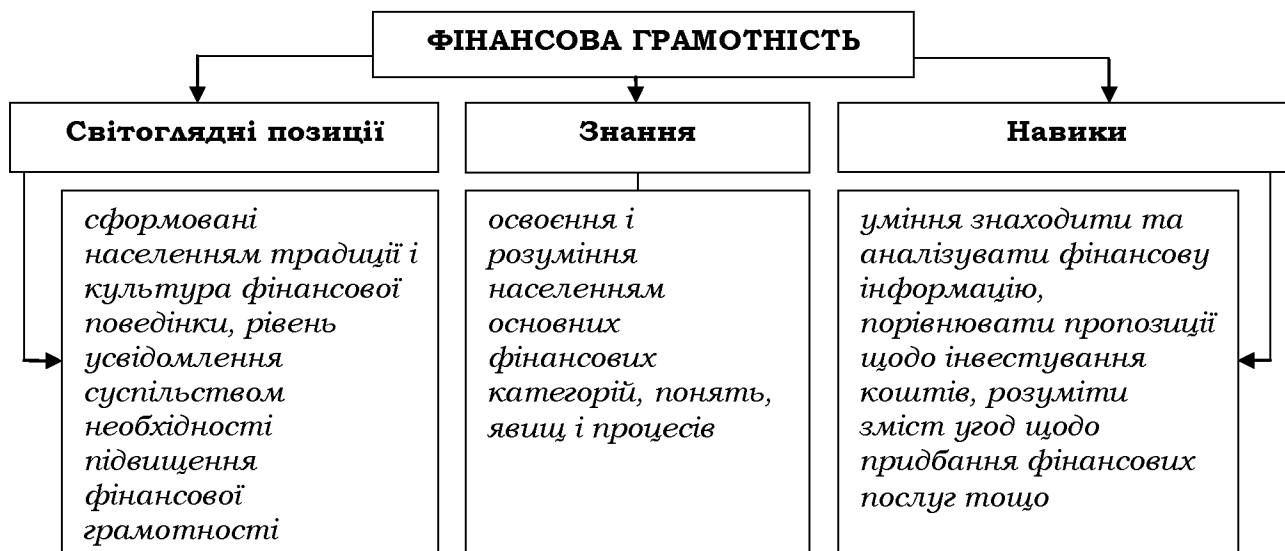 ФІНАНСОВА ГРАМОТНІСТЬ
Світоглядні позиції
Знання
Навики
сформовані
населенням традиції і
культура фінансової
поведінки, рівень
усвідомлення
суспільством
необхідності
підвищення
фінансової
грамотності
освоєння і
розуміння
населенням
основних
фінансових
категорій, понять,
явищ і процесів
уміння знаходити та
аналізувати фінансову
інформацію,
порівнювати пропозиції
щодо інвестування
коштів, розуміти
зміст угод щодо
придбання фінансових
послуг тощо